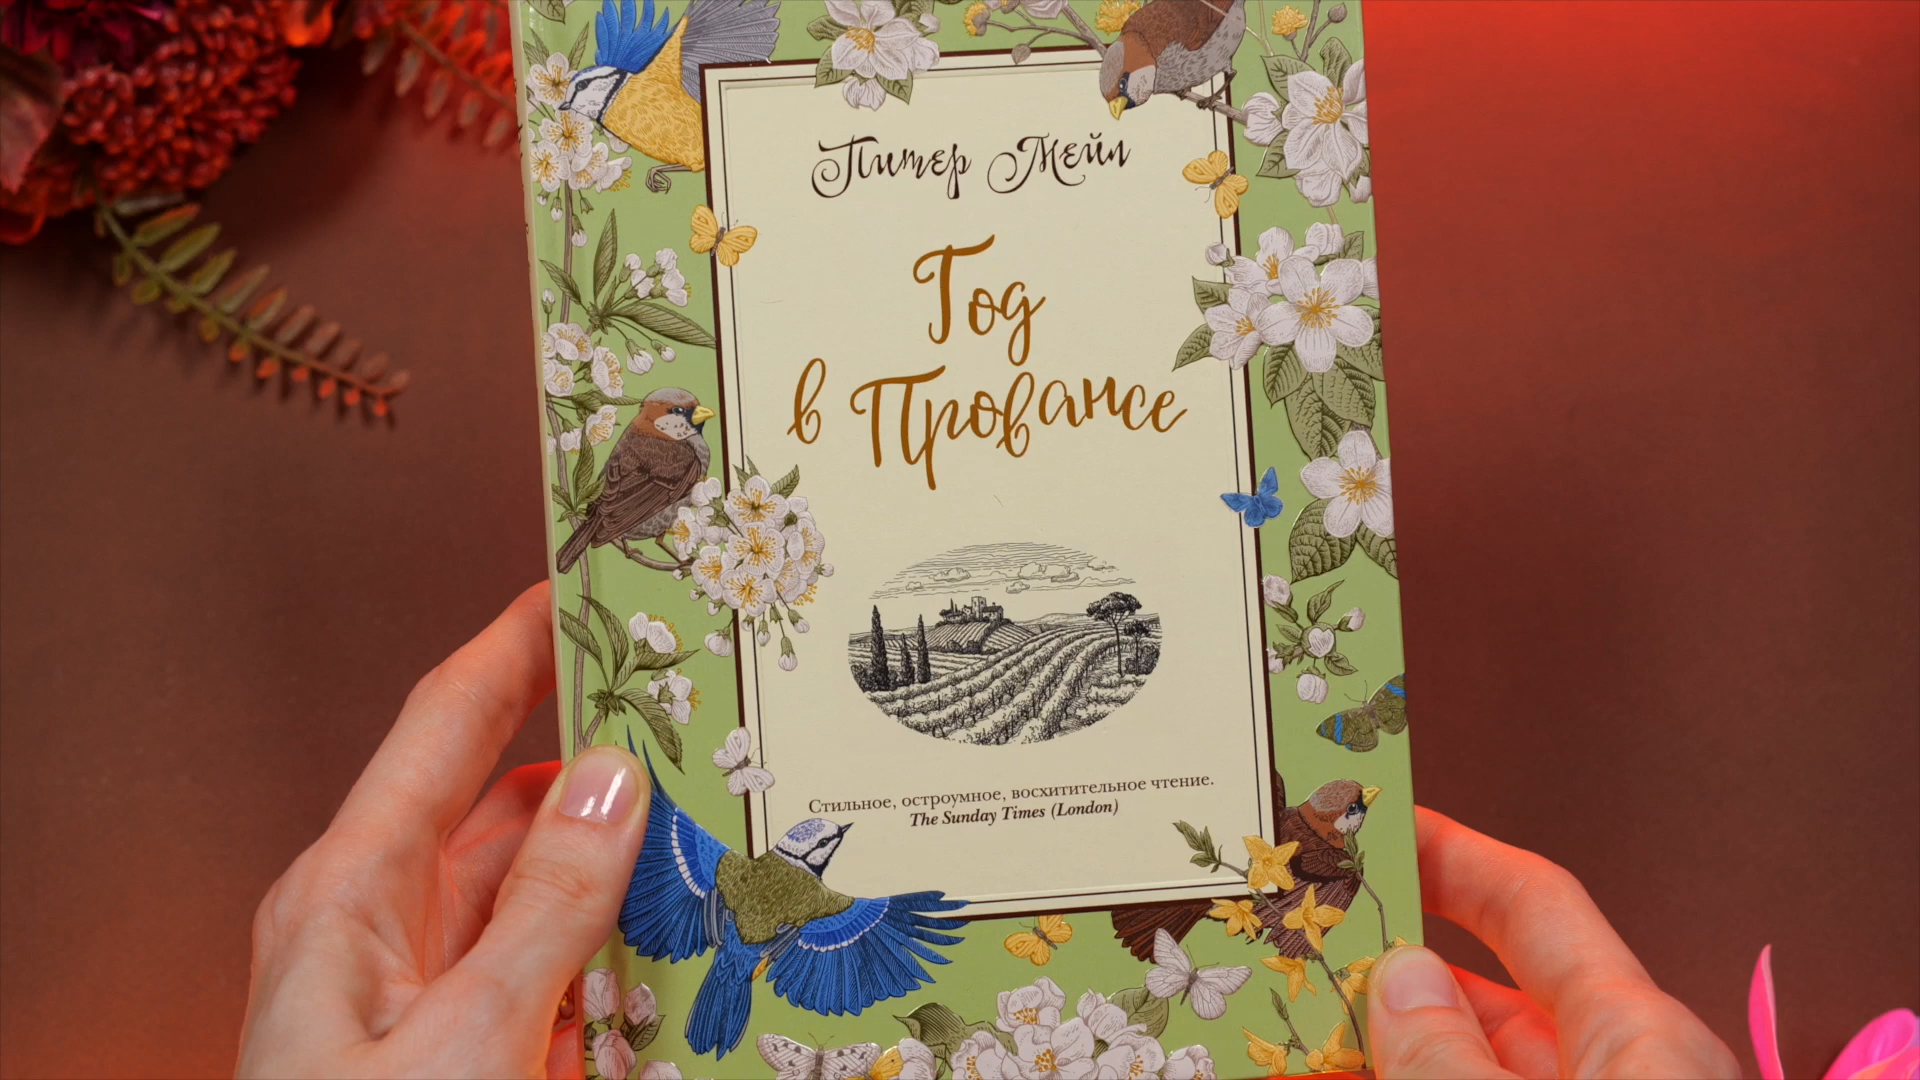 Питер Мейл
Год
в Провансе
Стильное, остроумное, восхитительное чтение.
The Sunday Times (London)